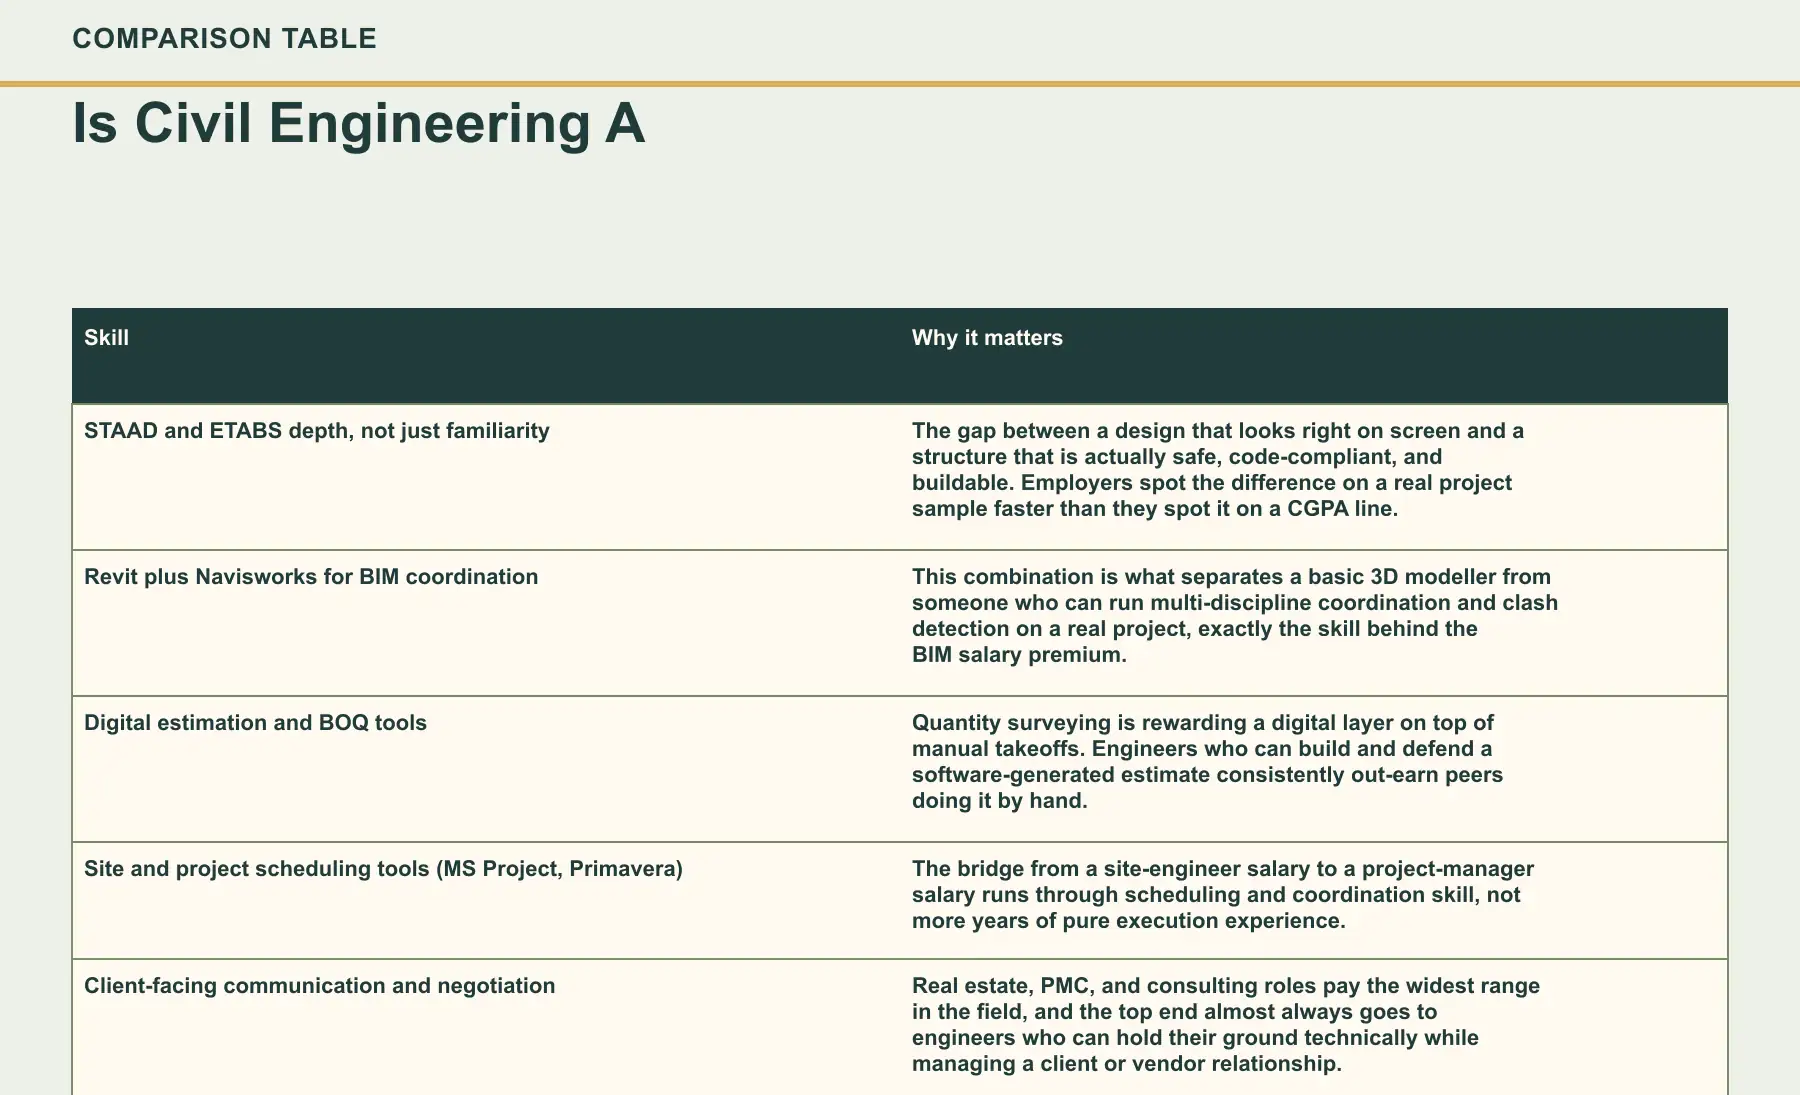 COMPARISON TABLE
Is Civil Engineering A
Skill
Why it matters
STAAD and ETABS depth, not just familiarity
The gap between a design that looks right on screen and a
structure that is actually safe, code-compliant, and
buildable. Employers spot the difference on a real project
sample faster than they spot it on a CGPA line.
Revit plus Navisworks for BIM coordination
This combination is what separates a basic 3D modeller from
someone who can run multi-discipline coordination and clash
detection on a real project, exactly the skill behind the
BIM salary premium.
Digital estimation and BOQ tools
Quantity surveying is rewarding a digital layer on top of
manual takeoffs. Engineers who can build and defend a
software-generated estimate consistently out-earn peers
doing it by hand.
Site and project scheduling tools (MS Project, Primavera)
The bridge from a site-engineer salary to a project-manager
salary runs through scheduling and coordination skill, not
more years of pure execution experience.
Client-facing communication and negotiation
Real estate, PMC, and consulting roles pay the widest range
in the field, and the top end almost always goes to
engineers who can hold their ground technically while
managing a client or vendor relationship.